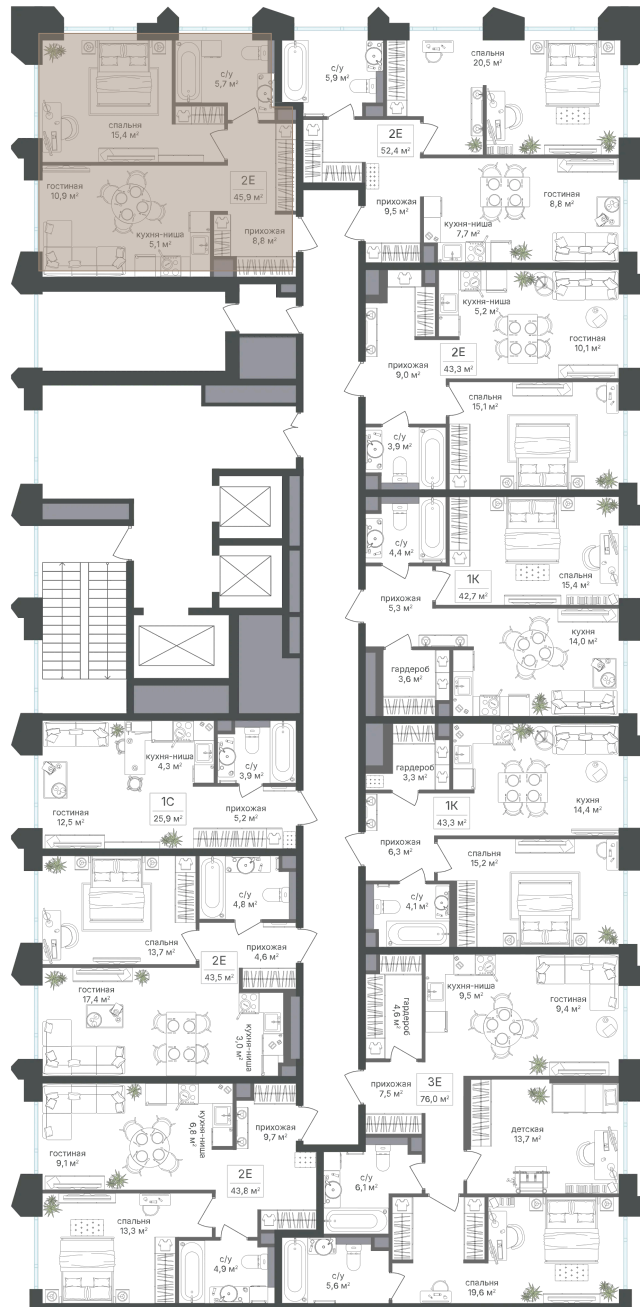 с/у
5,7 м²
спальня
15,4 м²
гостиная
10,9 м²
2Е
45,9 м²
кухня-ниша
5,1 м²
прихожая
8,8 м²
с/у
5,9 м²
спальня
20,5 м²
2Е
52,4 м²
прихожая
9,5 м²
гостиная
8,8 м²
кухня-ниша
7,7 м²
кухня-ниша
5,2 м²
гостиная
10,1 м²
2Е
43,3 м²
прихожая
9,0 м²
спальня
15,1 м²
с/у
3,9 м²
с/у
4,4 м²
1К
42,7 м²
спальня
15,4 м²
прихожая
5,3 м²
кухня
14,0 м²
гардероб
3,6 м²
кухня-ниша
4,3 м²
с/у
3,9 м²
1С
25,9 м²
гостиная
12,5 м²
прихожая
5,2 м²
гардероб
3,3 м²
1К
43,3 м²
кухня
14,4 м²
прихожая
6,3 м²
спальня
15,2 м²
с/у
4,1 м²
с/у
4,8 м²
спальня
13,7 м²
прихожая
4,6 м²
2Е
43,5 м²
гостиная
17,4 м²
кухня-ниша
3,0 м²
гардероб
4,6 м²
кухня-ниша
9,5 м²
гостиная
9,4 м²
прихожая
7,5 м²
3Е
76,0 м²
детская
13,7 м²
кухня-ниша
6,8 м²
гостиная
9,1 м²
прихожая
9,7 м²
2Е
43,8 м²
спальня
13,3 м²
с/у
4,9 м²
с/у
6,1 м²
с/у
5,6 м²
спальня
19,6 м²